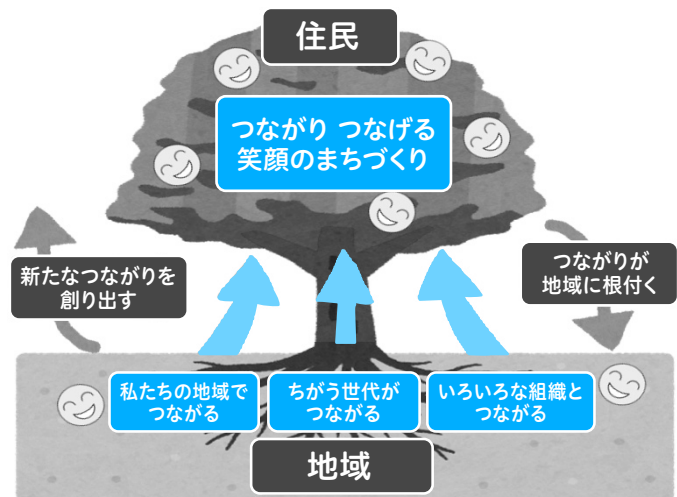 住民
つながり つなげる
笑顔のまちづくり
新たなつながりを
創り出す
つながりが
地域に根付く
私たちの地域で
つながる
ちがう世代が
つながる
いろいろな組織と
つながる
地域